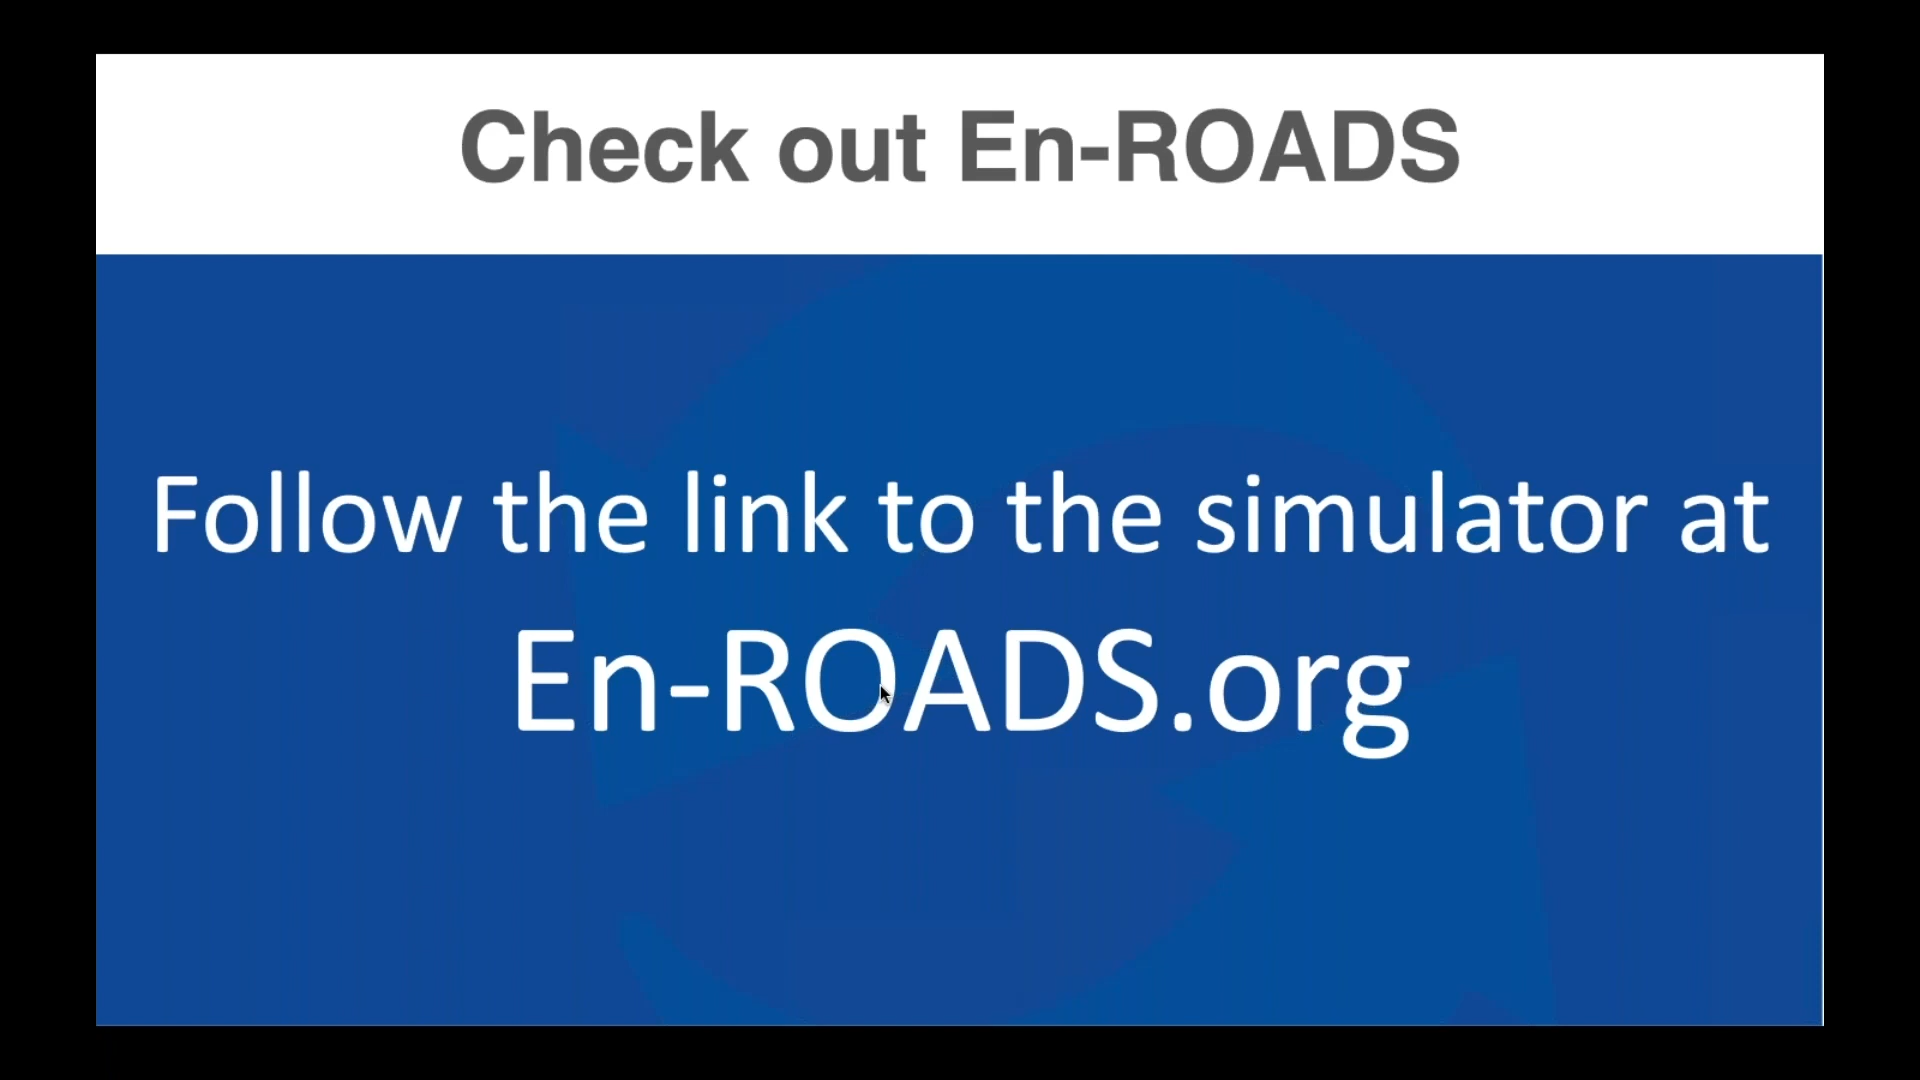 Check out En-ROADS
Follow the link to the simulator at
En-ROADS.org